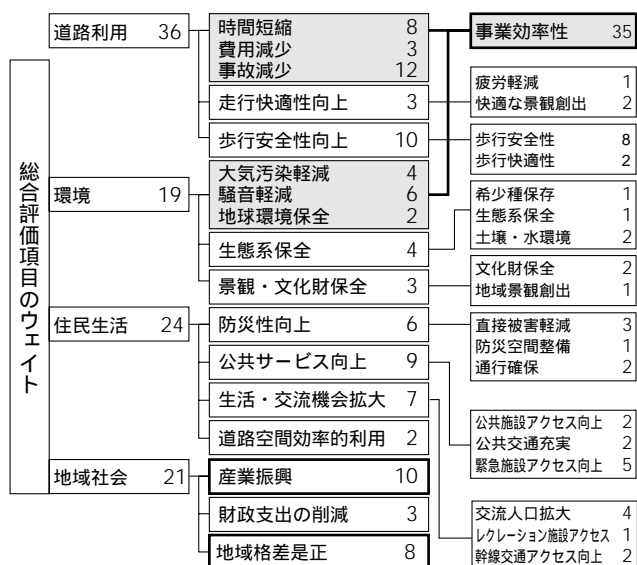 総合評価項目のウェイト
道路利用 36
時間短縮 8
費用減少 3
事故減少 12
走行快適性向上 3
歩行安全性向上 10
環境 19
大気汚染軽減 4
騒音軽減 6
地球環境保全 2
生態系保全 4
景観・文化財保全 3
住民生活 24
防災性向上 6
公共サービス向上 9
生活・交流機会拡大 7
道路空間効率的利用 2
地域社会 21
産業振興 10
財政支出の削減 3
地域格差是正 8
事業効率性 35
疲労軽減 1
快適な景観創出 2
歩行安全性 8
歩行快適性 2
希少種保存 1
生態系保全 1
土壌・水環境 2
文化財保全 2
地域景観創出 1
直接被害軽減 3
防災空間整備 1
通行確保 2
公共施設アクセス向上 2
公共交通充実 2
緊急施設アクセス向上 5
交流人口拡大 4
レクレーション施設アクセス 1
幹線交通アクセス向上 2